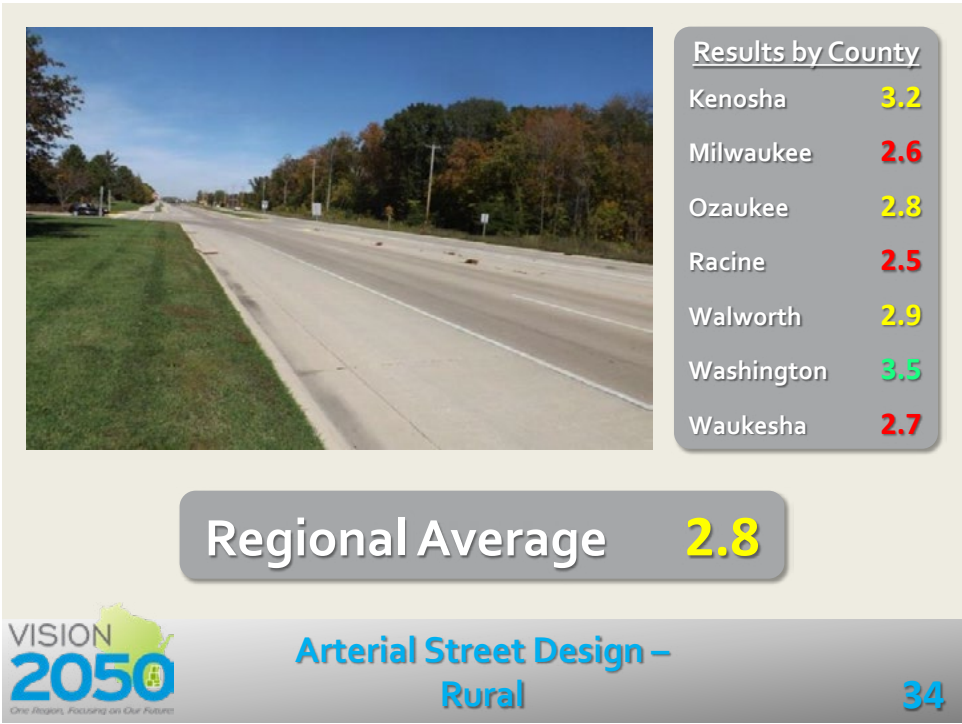 Results by County
Kenosha 3.2
Milwaukee 2.6
Ozaukee 2.8
Racine 2.5
Walworth 2.9
Washington 3.5
Waukesha 2.7
Regional Average 2.8
VISION
2050
One Region, Focusing on Our Future
Arterial Street Design –
Rural
34